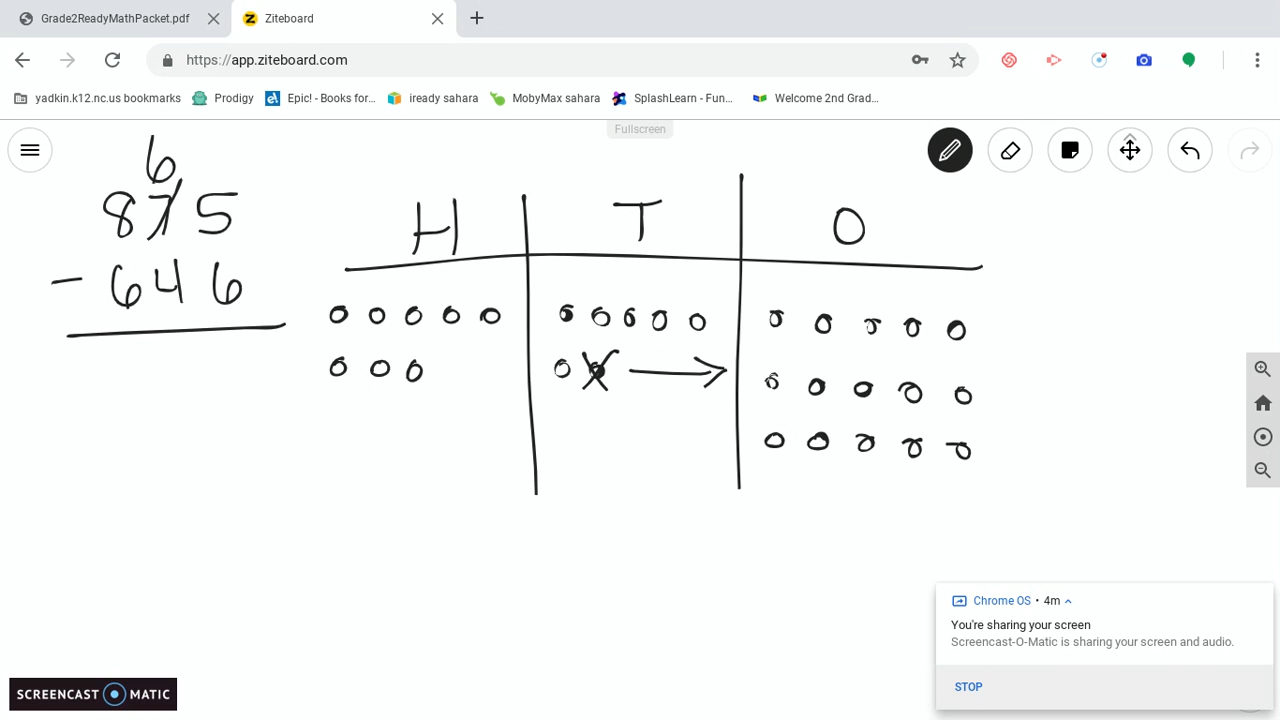 Grade2ReadyMathPacket.pdf
Ziteboard
https://app.ziteboard.com
yadkin.k12.nc.us bookmarks
Prodigy
Epic! - Books for...
iready sahara
MobyMax sahara
SplashLearn - Fun...
Welcome 2nd Grad...
Fullscreen
6
875
- 646
H T O
Chrome OS • 4m
You're sharing your screen
Screencast-O-Matic is sharing your screen and audio.
STOP
SCREENCAST MATIC